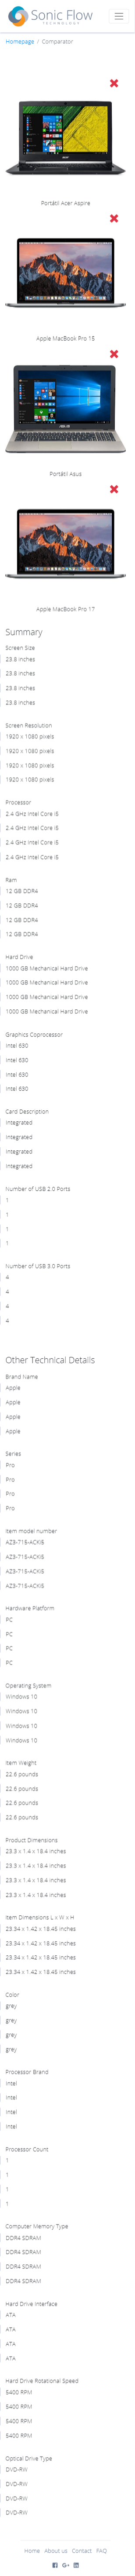 Sonic Flow
TECHNOLOGY
Homepage / Comparator
Portátil Acer Aspire
Apple MacBook Pro 15
Portátil Asus
Apple MacBook Pro 17
Summary
Screen Size
23.8 inches
23.8 inches
23.8 inches
23.8 inches
Screen Resolution
1920 x 1080 pixels
1920 x 1080 pixels
1920 x 1080 pixels
1920 x 1080 pixels
Processor
2.4 GHz Intel Core i5
2.4 GHz Intel Core i5
2.4 GHz Intel Core i5
2.4 GHz Intel Core i5
Ram
12 GB DDR4
12 GB DDR4
12 GB DDR4
12 GB DDR4
Hard Drive
1000 GB Mechanical Hard Drive
1000 GB Mechanical Hard Drive
1000 GB Mechanical Hard Drive
1000 GB Mechanical Hard Drive
Graphics Coprocessor
Intel 630
Intel 630
Intel 630
Intel 630
Card Description
Integrated
Integrated
Integrated
Integrated
Number of USB 2.0 Ports
1
1
1
1
Number of USB 3.0 Ports
4
4
4
4
Other Technical Details
Brand Name
Apple
Apple
Apple
Apple
Series
Pro
Pro
Pro
Pro
Item model number
AZ3-715-ACKi5
AZ3-715-ACKi5
AZ3-715-ACKi5
AZ3-715-ACKi5
Hardware Platform
PC
PC
PC
PC
Operating System
Windows 10
Windows 10
Windows 10
Windows 10
Item Weight
22.6 pounds
22.6 pounds
22.6 pounds
22.6 pounds
Product Dimensions
23.3 x 1.4 x 18.4 inches
23.3 x 1.4 x 18.4 inches
23.3 x 1.4 x 18.4 inches
23.3 x 1.4 x 18.4 inches
Item Dimensions L x W x H
23.34 x 1.42 x 18.45 inches
23.34 x 1.42 x 18.45 inches
23.34 x 1.42 x 18.45 inches
23.34 x 1.42 x 18.45 inches
Color
grey
grey
grey
grey
Processor Brand
Intel
Intel
Intel
Intel
Processor Count
1
1
1
1
Computer Memory Type
DDR4 SDRAM
DDR4 SDRAM
DDR4 SDRAM
DDR4 SDRAM
Hard Drive Interface
ATA
ATA
ATA
ATA
Hard Drive Rotational Speed
5400 RPM
5400 RPM
5400 RPM
5400 RPM
Optical Drive Type
DVD-RW
DVD-RW
DVD-RW
DVD-RW
Home About us Contact FAQ